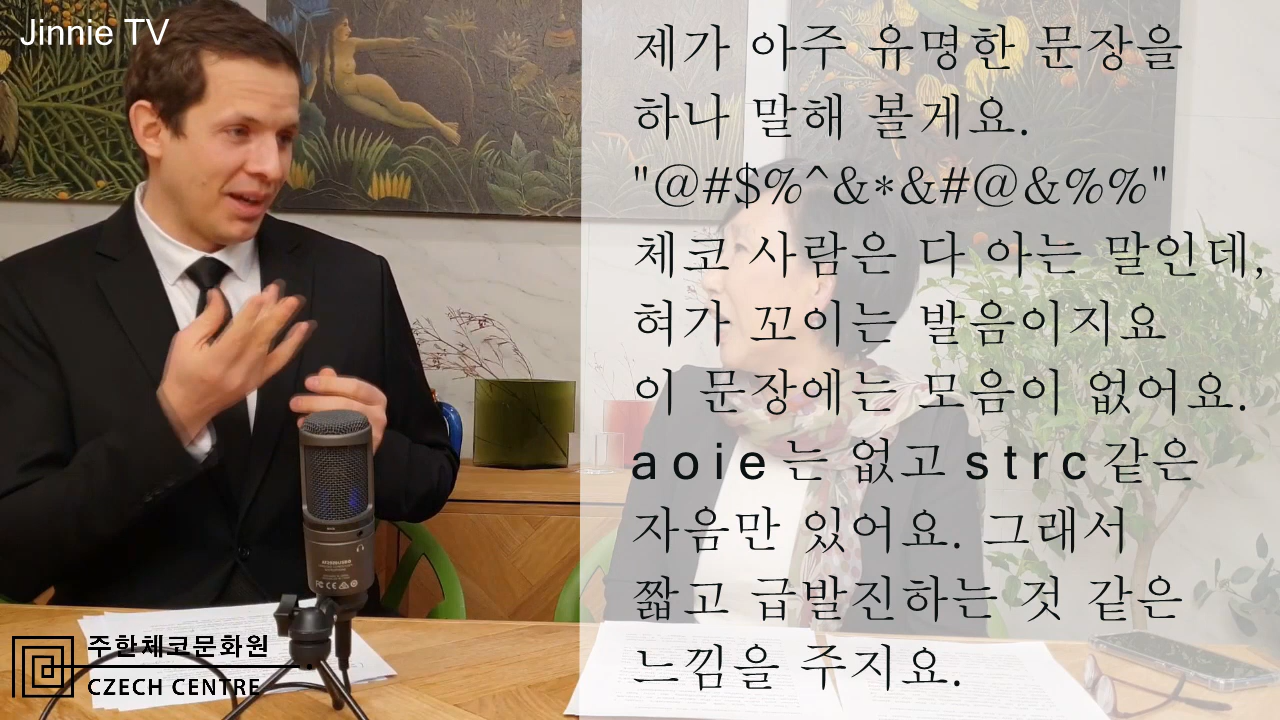 Jinnie TV
제가 아주 유명한 문장을
하나 말해 볼게요.
"@#$%^&*&#@&%%"
체코 사람은 다 아는 말인데,
혀가 꼬이는 발음이지요
이 문장에는 모음이 없어요.
a o i e 는 없고 s t r c 같은
자음만 있어요. 그래서
짧고 급발진하는 것 같은
느낌을 주지요.
주한체코문화원
CZECH CENTRE